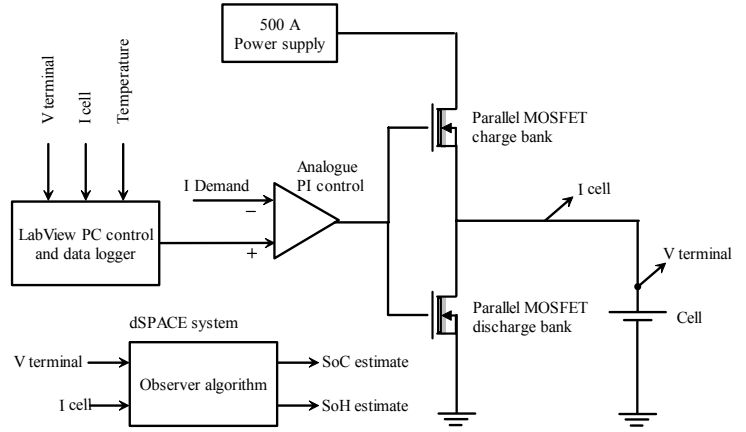 500 A
Power supply
V terminal
I cell
Temperature
Parallel MOSFET
charge bank
Analogue
PI control
I Demand
−
+
I cell
LabView PC control
and data logger
V terminal
Parallel MOSFET
discharge bank
Cell
dSPACE system
V terminal
I cell
Observer algorithm
SoC estimate
SoH estimate